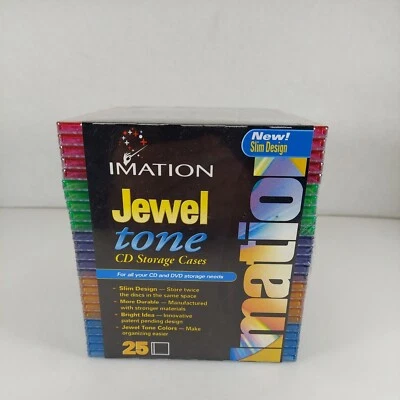 New!
Slim Design
IMATION
Jewel
tone
CD Storage Cases
For all your CD and DVD storage needs
- Slim Design — Store twice
the discs in the same space
- More Durable — Manufactured
with stronger materials
- Bright Idea — Innovative
patent pending design
- Jewel Tone Colors — Make
organizing easier
25
imation